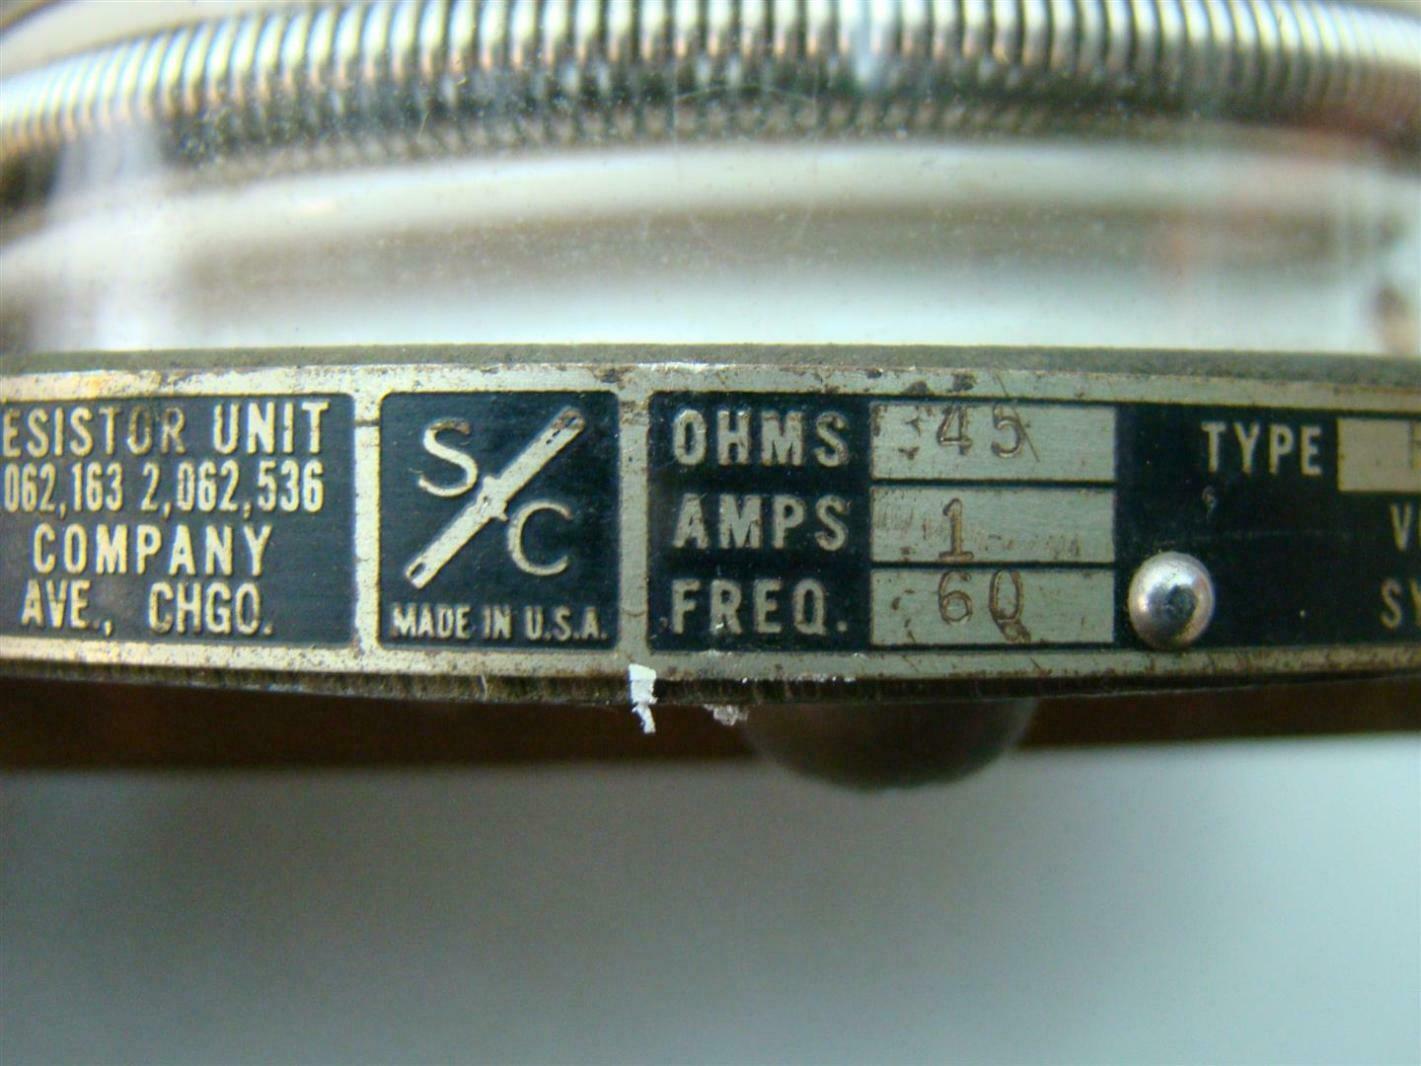 ESISTOR UNIT
062,163 2,062,536
COMPANY
AVE., CHGO.
S/C
MADE IN U.S.A.
OHMS 45
AMPS 1
FREQ. 60
TYPE
V
SY